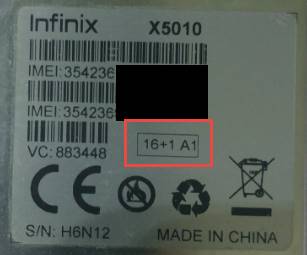 Infinix X5010
IMEI: 354236
IMEI: 354236
16+1 A1
VC: 883448
CE
S/N: H6N12 MADE IN CHINA